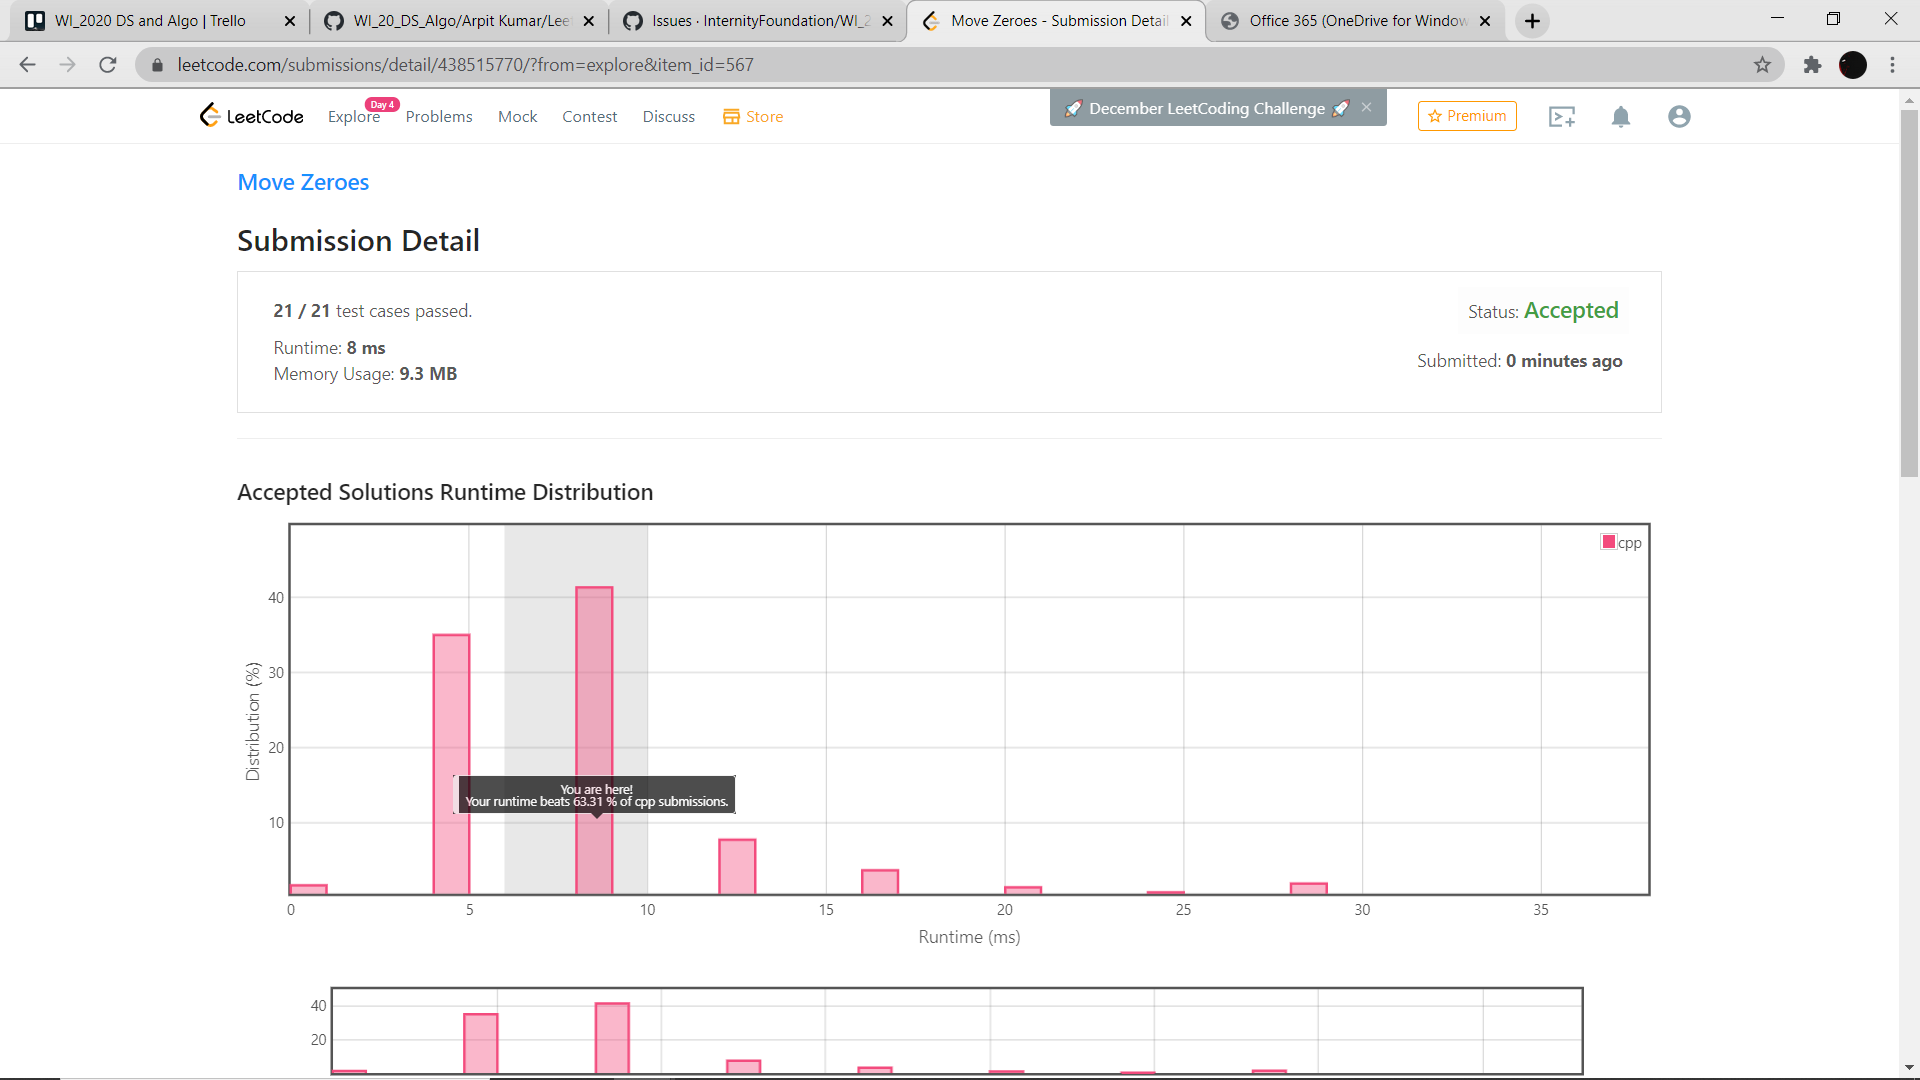 WI_2020 DS and Algo | Trello
WI_20_DS_Algo/Arpit Kumar/Lee
Issues · InternityFoundation/WI_2
Move Zeroes - Submission Detail
Office 365 (OneDrive for Window
leetcode.com/submissions/detail/438515770/?from=explore&item_id=567
LeetCode
Explore
Day 4
Problems
Mock
Contest
Discuss
Store
December LeetCoding Challenge
Premium
Move Zeroes
Submission Detail
21 / 21 test cases passed.
Status: Accepted
Runtime: 8 ms
Submitted: 0 minutes ago
Memory Usage: 9.3 MB
Accepted Solutions Runtime Distribution
cpp
40
30
20
10
Distribution (%)
You are here!
Your runtime beats 63.31 % of cpp submissions.
0 5 10 15 20 25 30 35
Runtime (ms)
40
20